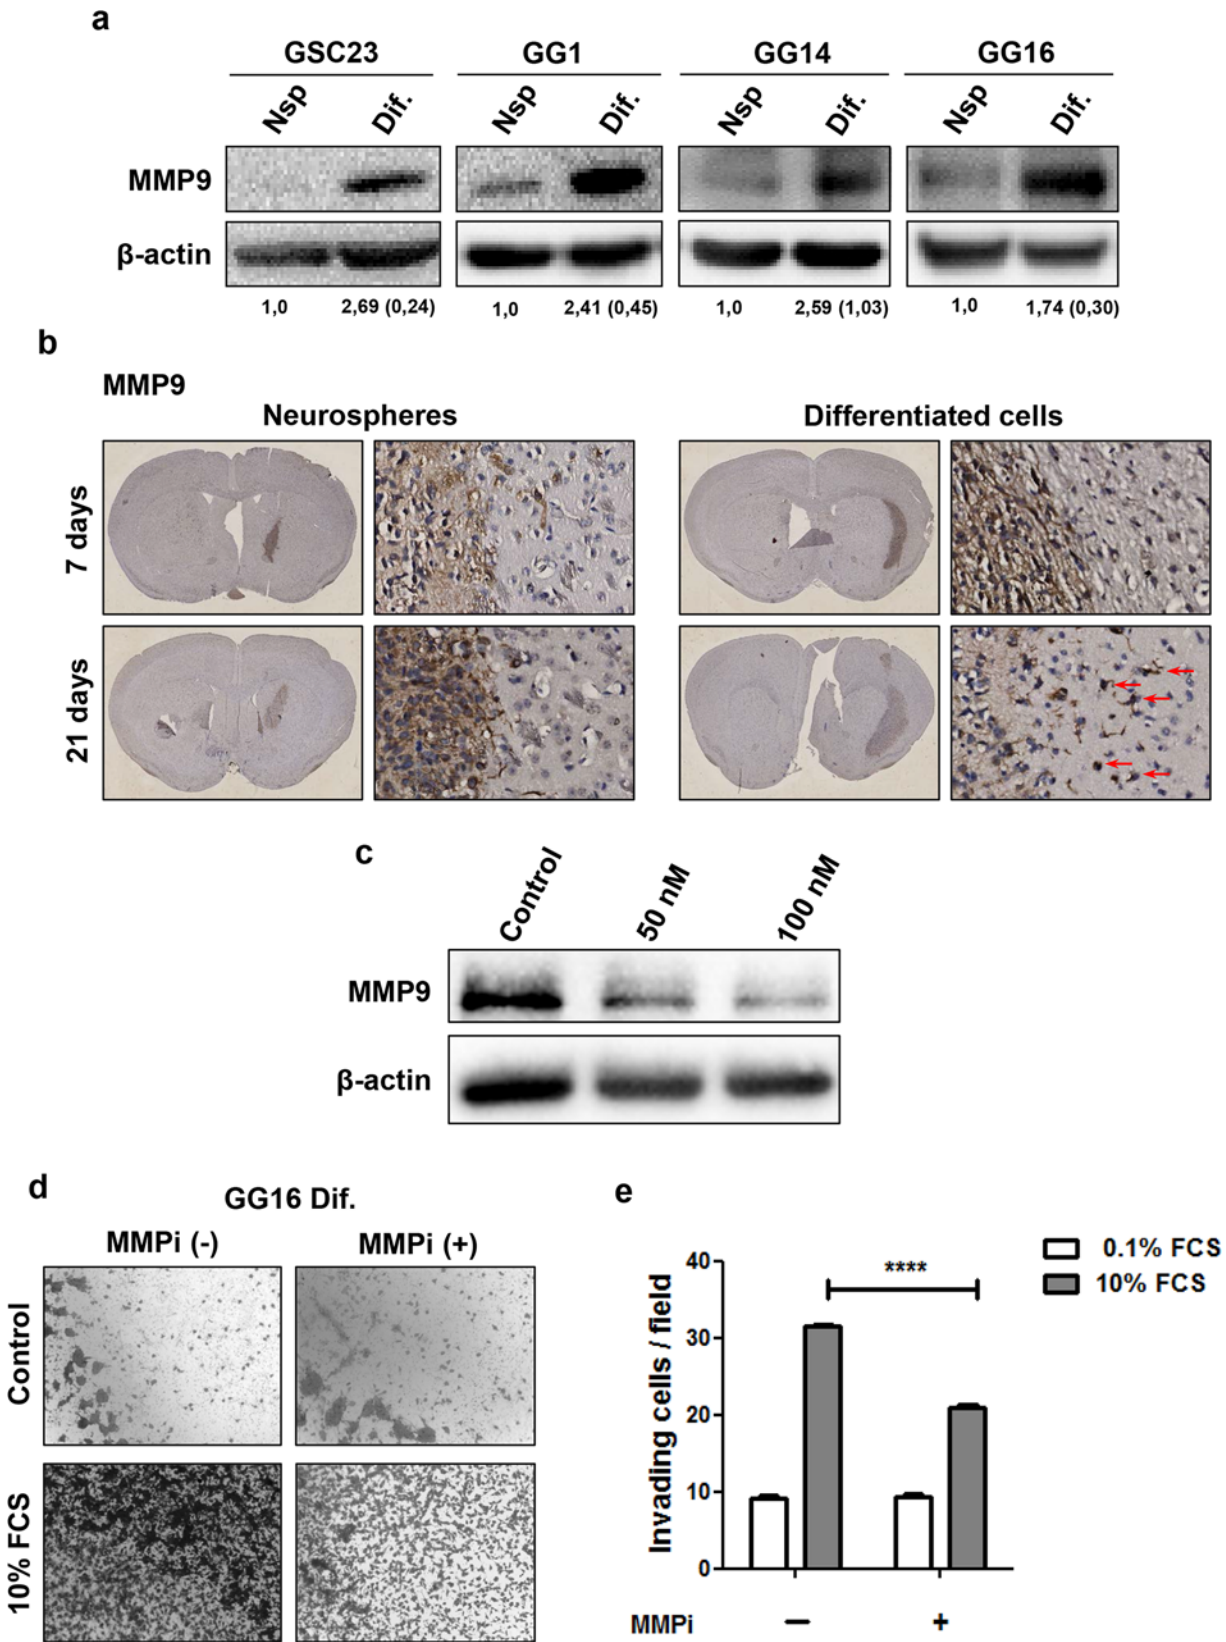 a
GSC23 GG1 GG14 GG16
Nsp Dif. Nsp Dif. Nsp Dif. Nsp Dif.
MMP9
β-actin
1,0 2,69 (0,24) 1,0 2,41 (0,45) 1,0 2,59 (1,03) 1,0 1,74 (0,30)
b
MMP9
Neurospheres Differentiated cells
7 days
21 days
c
Control 50 nM 100 nM
MMP9
β-actin
d
GG16 Dif.
MMPi (-) MMPi (+)
Control
10% FCS
e
0.1% FCS
10% FCS
****
Invading cells / field
40
30
20
10
0
MMPi − +